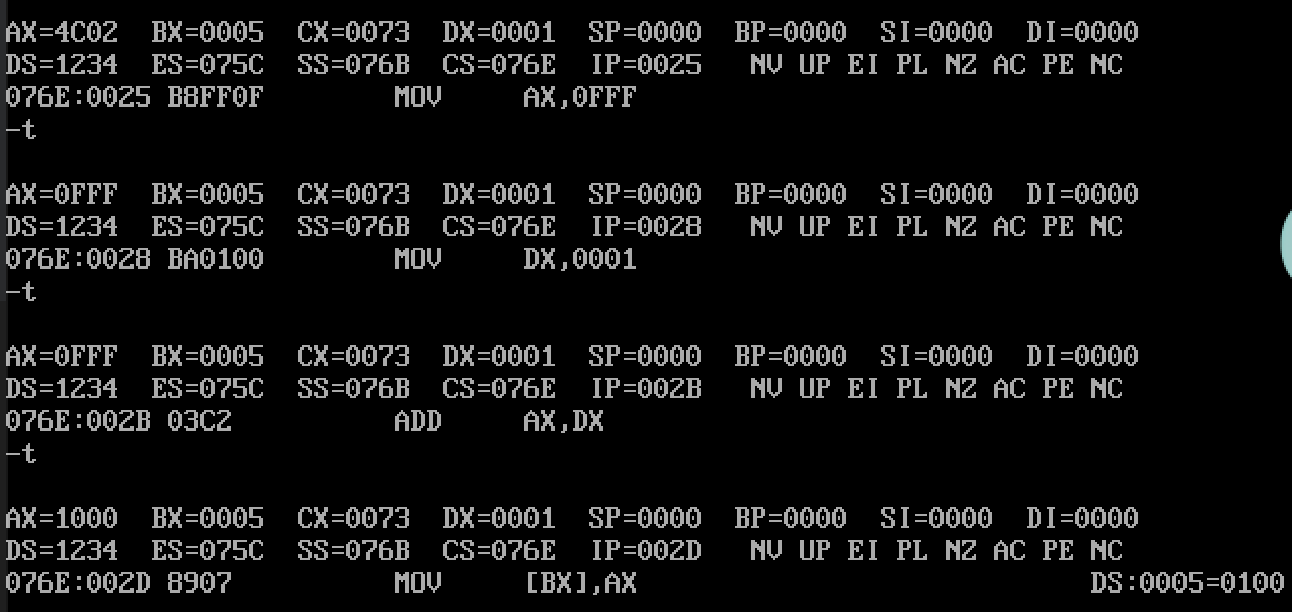 AX=4C02  BX=0005  CX=0073  DX=0001  SP=0000  BP=0000  SI=0000  DI=0000
DS=1234  ES=075C  SS=076B  CS=076E  IP=0025   NV UP EI PL NZ AC PE NC
076E:0025 B8FF0F        MOV     AX,0FFF
-t

AX=0FFF  BX=0005  CX=0073  DX=0001  SP=0000  BP=0000  SI=0000  DI=0000
DS=1234  ES=075C  SS=076B  CS=076E  IP=0028   NV UP EI PL NZ AC PE NC
076E:0028 BA0100        MOV     DX,0001
-t

AX=0FFF  BX=0005  CX=0073  DX=0001  SP=0000  BP=0000  SI=0000  DI=0000
DS=1234  ES=075C  SS=076B  CS=076E  IP=002B   NV UP EI PL NZ AC PE NC
076E:002B 03C2          ADD     AX,DX
-t

AX=1000  BX=0005  CX=0073  DX=0001  SP=0000  BP=0000  SI=0000  DI=0000
DS=1234  ES=075C  SS=076B  CS=076E  IP=002D   NV UP EI PL NZ AC PE NC
076E:002D 8907          MOV     [BX],AX                            DS:0005=0100